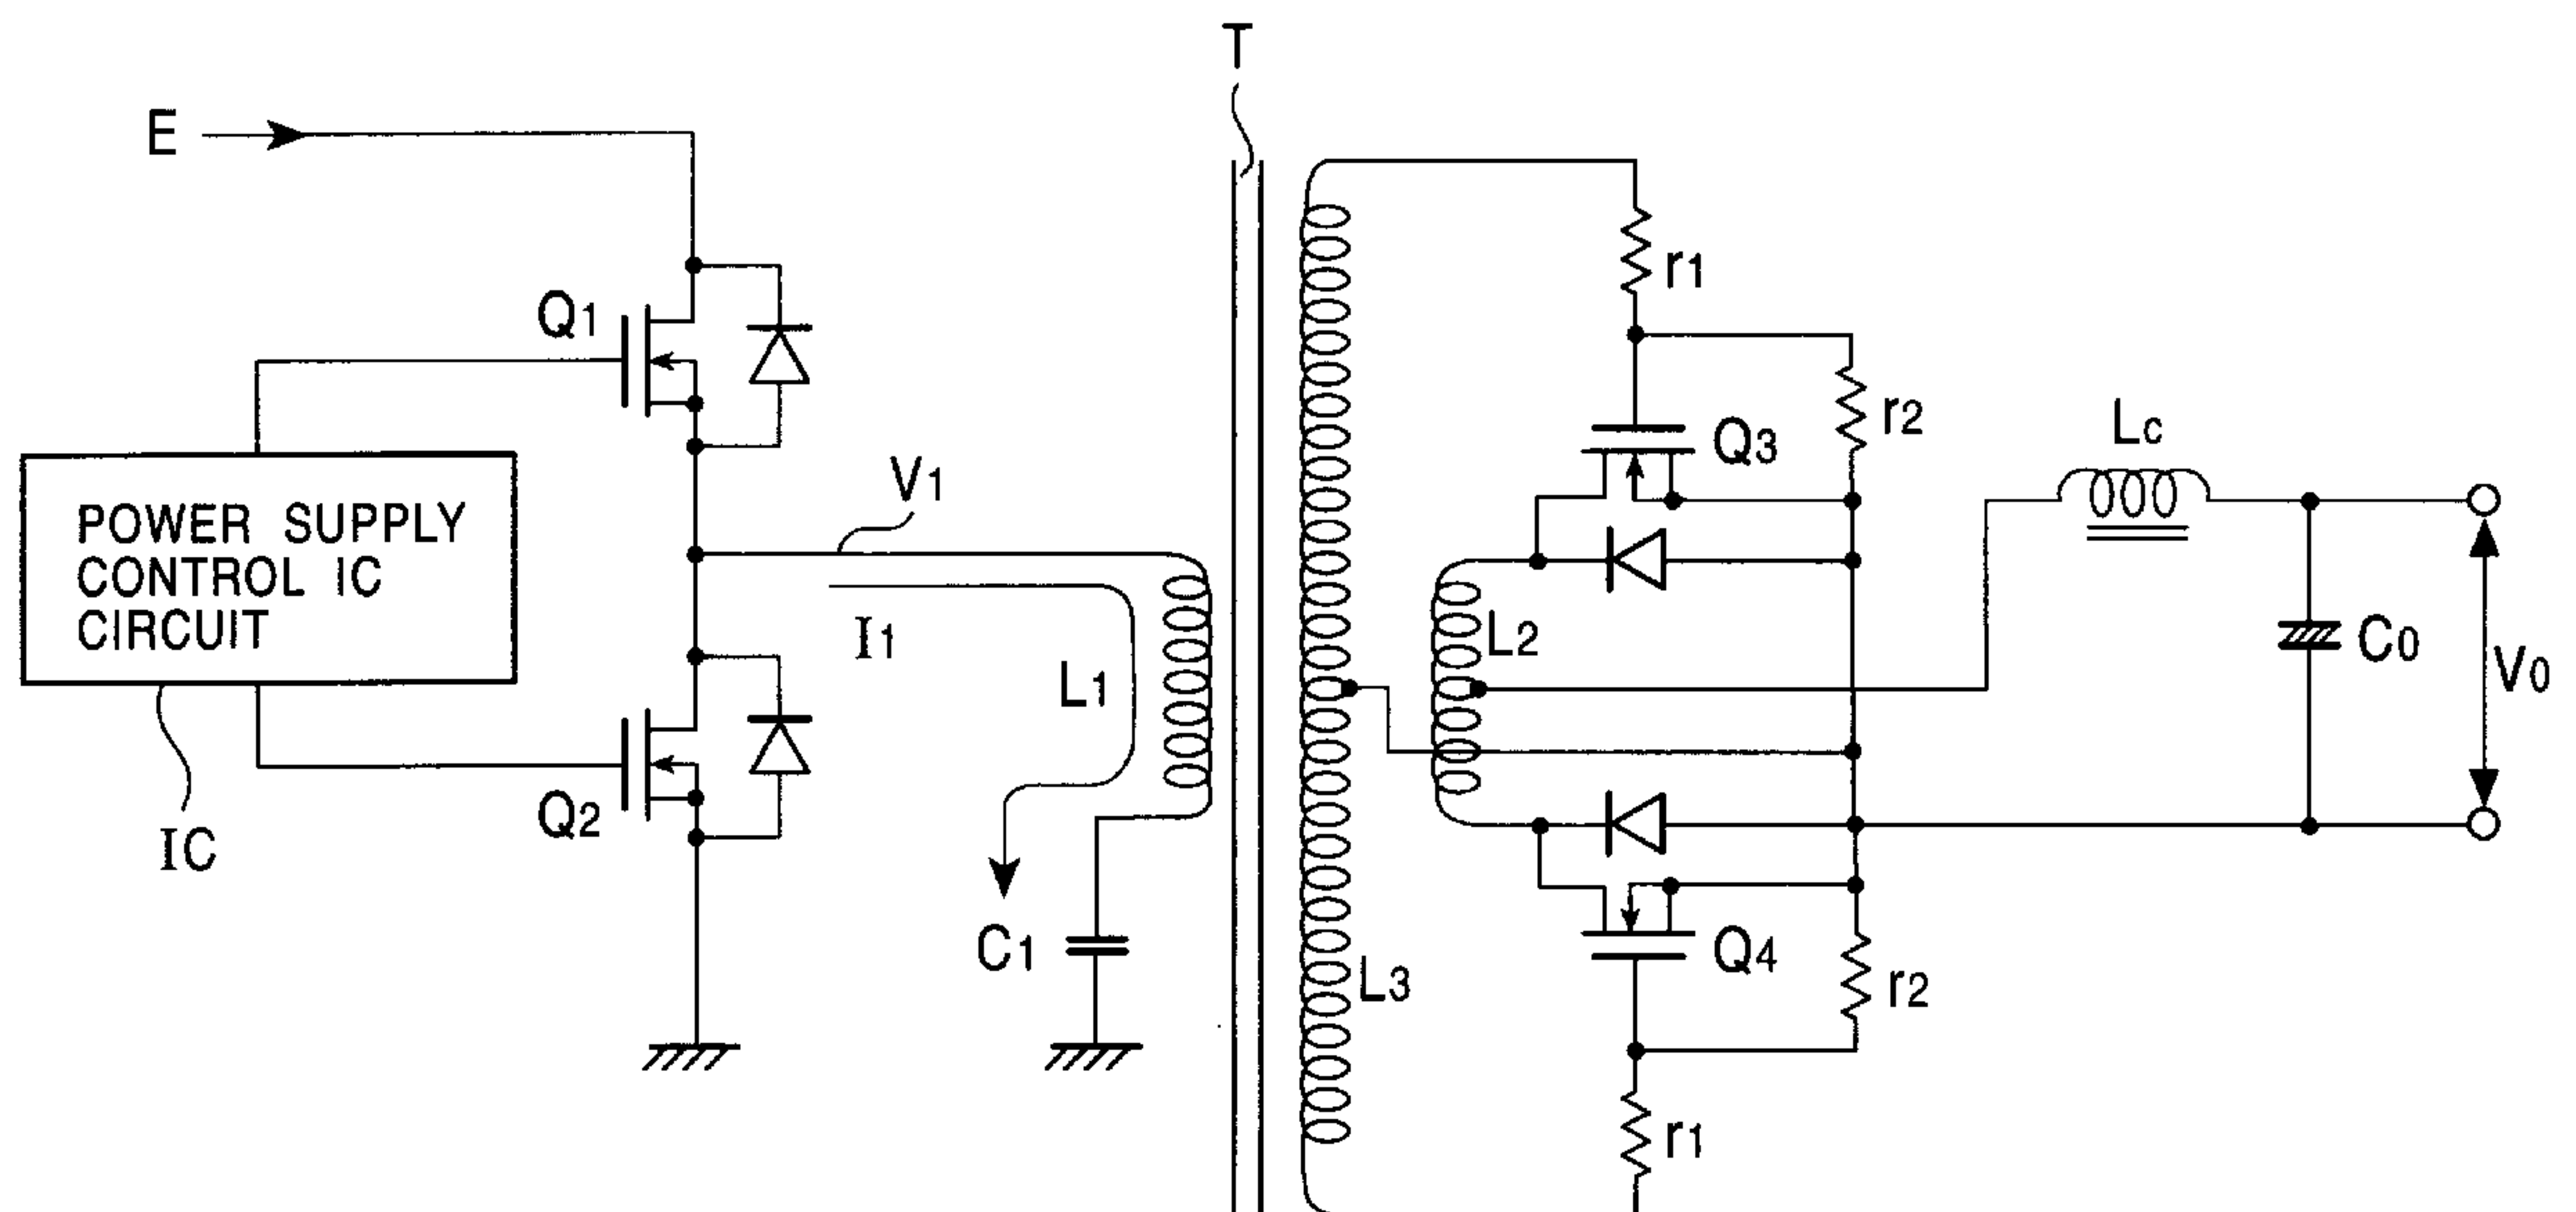 T
E
Q1
r1
V1
Q3
r2
Lc
POWER SUPPLY
CONTROL IC
CIRCUIT
I1
L1
L2
C0
V0
Q2
IC
C1
L3
Q4
r2
r1